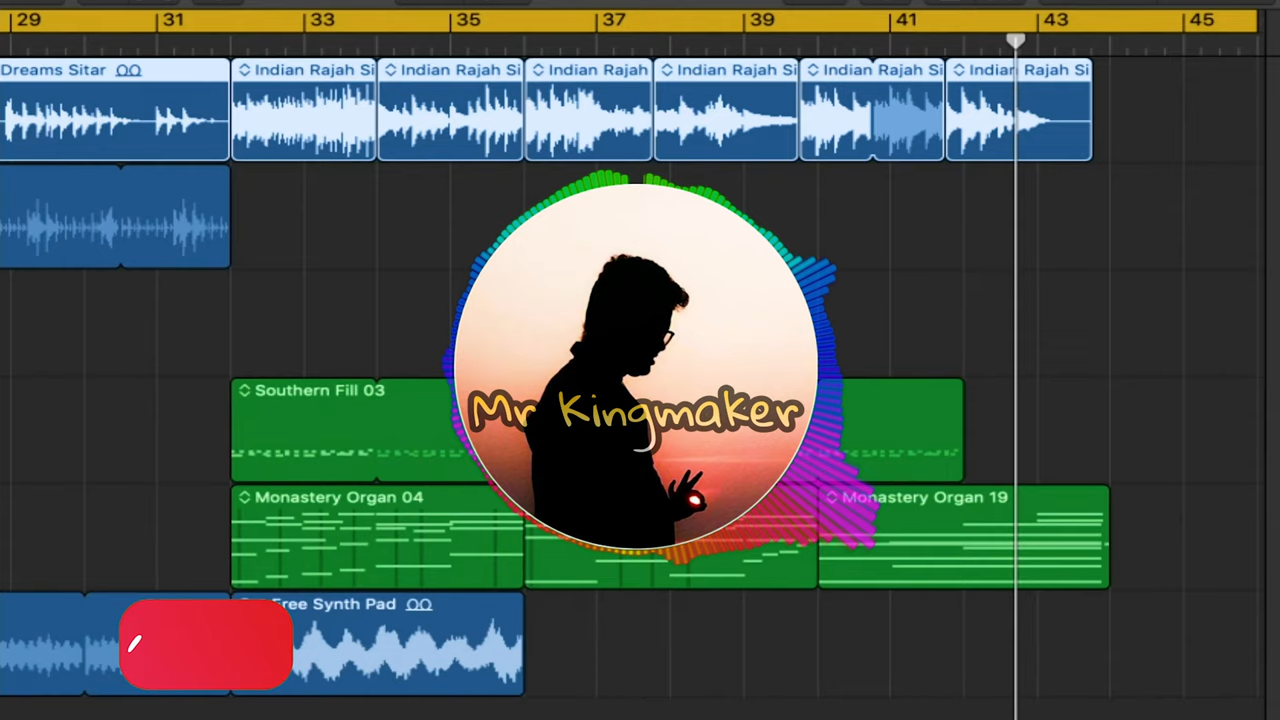 29 31 33 35 37 39 41 43 45
Dreams Sitar Indian Rajah Si Indian Rajah Si Indian Rajah Indian Rajah Si Indian Rajah Si Indian Rajah Si
Southern Fill 03
Mr Kingmaker
Monastery Organ 04 Monastery Organ 19
Free Synth Pad